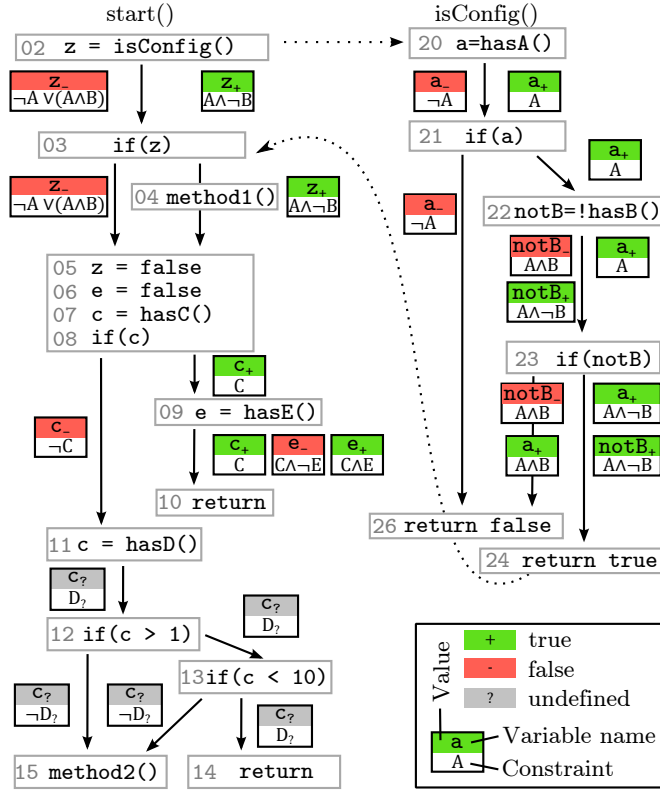 start()
isConfig()
02 z = isConfig()
20 a=hasA()
z₋
¬A ∨(A∧B)
z₊
A∧¬B
a₋
¬A
a₊
A
03 if(z)
21 if(a)
z₋
¬A ∨(A∧B)
04 method1()
z₊
A∧¬B
a₋
¬A
a₊
A
22 notB=!hasB()
notB₋
A∧B
a₊
A
notB₊
A∧¬B
05 z = false
06 e = false
07 c = hasC()
08 if(c)
23 if(notB)
c₊
C
notB₋
A∧B
a₊
A∧¬B
09 e = hasE()
c₋
¬C
c₊
C
e₋
C∧¬E
e₊
C∧E
a₊
A∧B
notB₊
A∧¬B
10 return
26 return false
11 c = hasD()
24 return true
c?
D?
12 if(c > 1)
c?
D?
13 if(c < 10)
c?
¬D?
c?
¬D?
c?
D?
15 method2()
14 return
Value
+ true
- false
? undefined
a
A
Variable name
Constraint